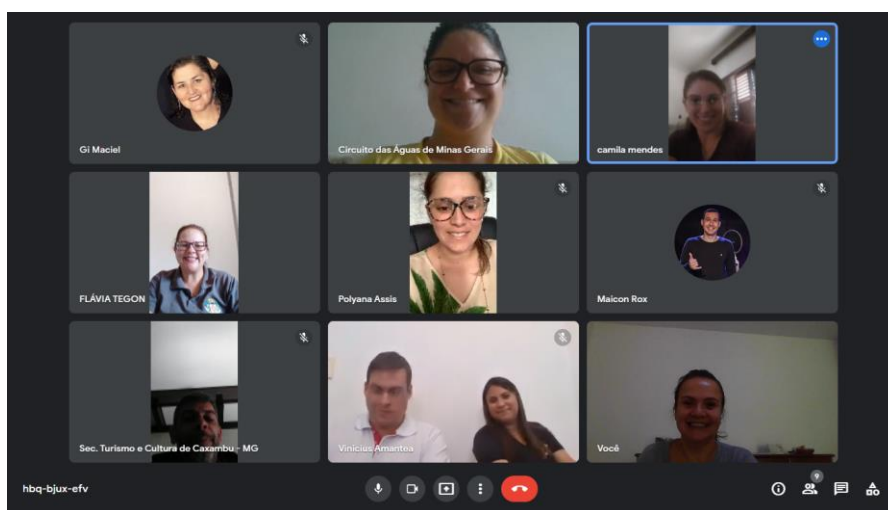 Gi Maciel
Circuito das Águas de Minas Gerais
camila mendes
FLÁVIA TEGON
Polyana Assis
Maicon Rox
Sec. Turismo e Cultura de Caxambu - MG
Vinicius Amantea
Você
hbq-bjux-efv
9